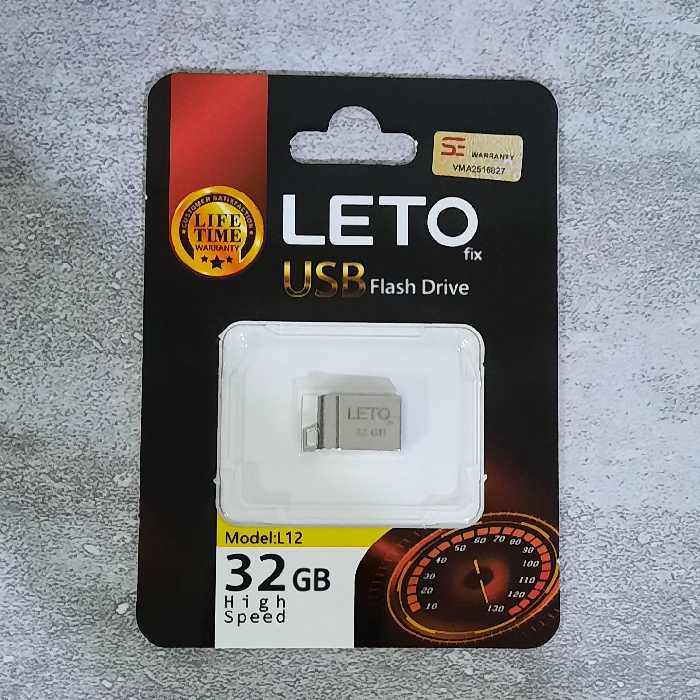 SE WARRANTY
VMA2516827
CUSTOMER SATISFACTION
LIFE
TIME
WARRANTY
LETO
fix
USB Flash Drive
LETO
32 GB
Model:L12
32 GB
High
Speed
10 20 30 40 50 60 70 80 90 100 110 120 130